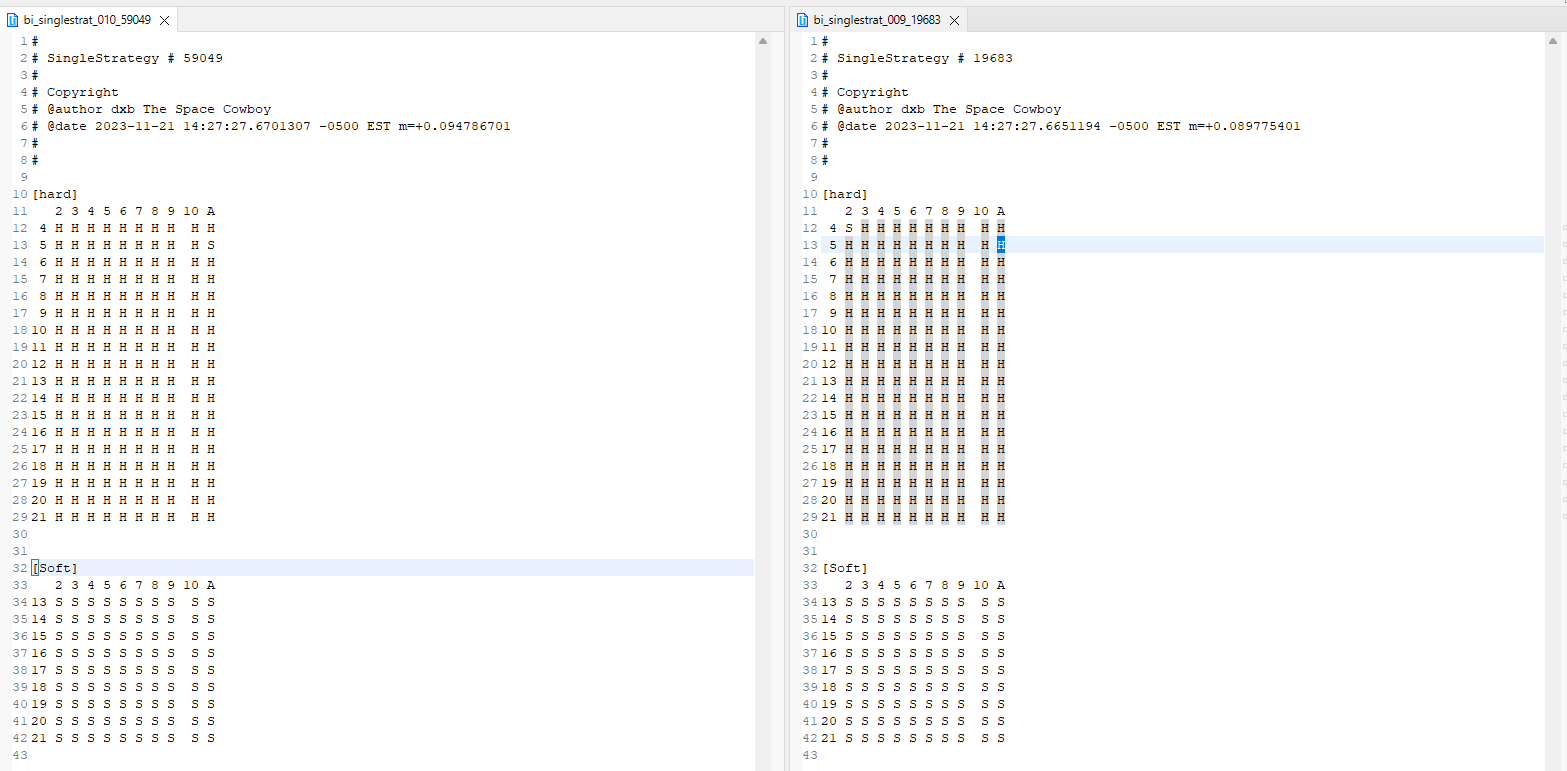 bi_singlestrat_010_59049
1 #
2 # SingleStrategy # 59049
3 #
4 # Copyright
5 # @author dxb The Space Cowboy
6 # @date 2023-11-21 14:27:27.6701307 -0500 EST m=+0.094786701
7 #
8 #
9
10 [hard]
11 2 3 4 5 6 7 8 9 10 A
12 4 H H H H H H H H H H
13 5 H H H H H H H H H S
14 6 H H H H H H H H H H
15 7 H H H H H H H H H H
16 8 H H H H H H H H H H
17 9 H H H H H H H H H H
18 10 H H H H H H H H H H
19 11 H H H H H H H H H H
20 12 H H H H H H H H H H
21 13 H H H H H H H H H H
22 14 H H H H H H H H H H
23 15 H H H H H H H H H H
24 16 H H H H H H H H H H
25 17 H H H H H H H H H H
26 18 H H H H H H H H H H
27 19 H H H H H H H H H H
28 20 H H H H H H H H H H
29 21 H H H H H H H H H H
30
31
32 [Soft]
33 2 3 4 5 6 7 8 9 10 A
34 13 S S S S S S S S S S
35 14 S S S S S S S S S S
36 15 S S S S S S S S S S
37 16 S S S S S S S S S S
38 17 S S S S S S S S S S
39 18 S S S S S S S S S S
40 19 S S S S S S S S S S
41 20 S S S S S S S S S S
42 21 S S S S S S S S S S
43
bi_singlestrat_009_19683
1 #
2 # SingleStrategy # 19683
3 #
4 # Copyright
5 # @author dxb The Space Cowboy
6 # @date 2023-11-21 14:27:27.6651194 -0500 EST m=+0.089775401
7 #
8 #
9
10 [hard]
11 2 3 4 5 6 7 8 9 10 A
12 4 S H H H H H H H H H
13 5 H H H H H H H H H H
14 6 H H H H H H H H H H
15 7 H H H H H H H H H H
16 8 H H H H H H H H H H
17 9 H H H H H H H H H H
18 10 H H H H H H H H H H
19 11 H H H H H H H H H H
20 12 H H H H H H H H H H
21 13 H H H H H H H H H H
22 14 H H H H H H H H H H
23 15 H H H H H H H H H H
24 16 H H H H H H H H H H
25 17 H H H H H H H H H H
26 18 H H H H H H H H H H
27 19 H H H H H H H H H H
28 20 H H H H H H H H H H
29 21 H H H H H H H H H H
30
31
32 [Soft]
33 2 3 4 5 6 7 8 9 10 A
34 13 S S S S S S S S S S
35 14 S S S S S S S S S S
36 15 S S S S S S S S S S
37 16 S S S S S S S S S S
38 17 S S S S S S S S S S
39 18 S S S S S S S S S S
40 19 S S S S S S S S S S
41 20 S S S S S S S S S S
42 21 S S S S S S S S S S
43